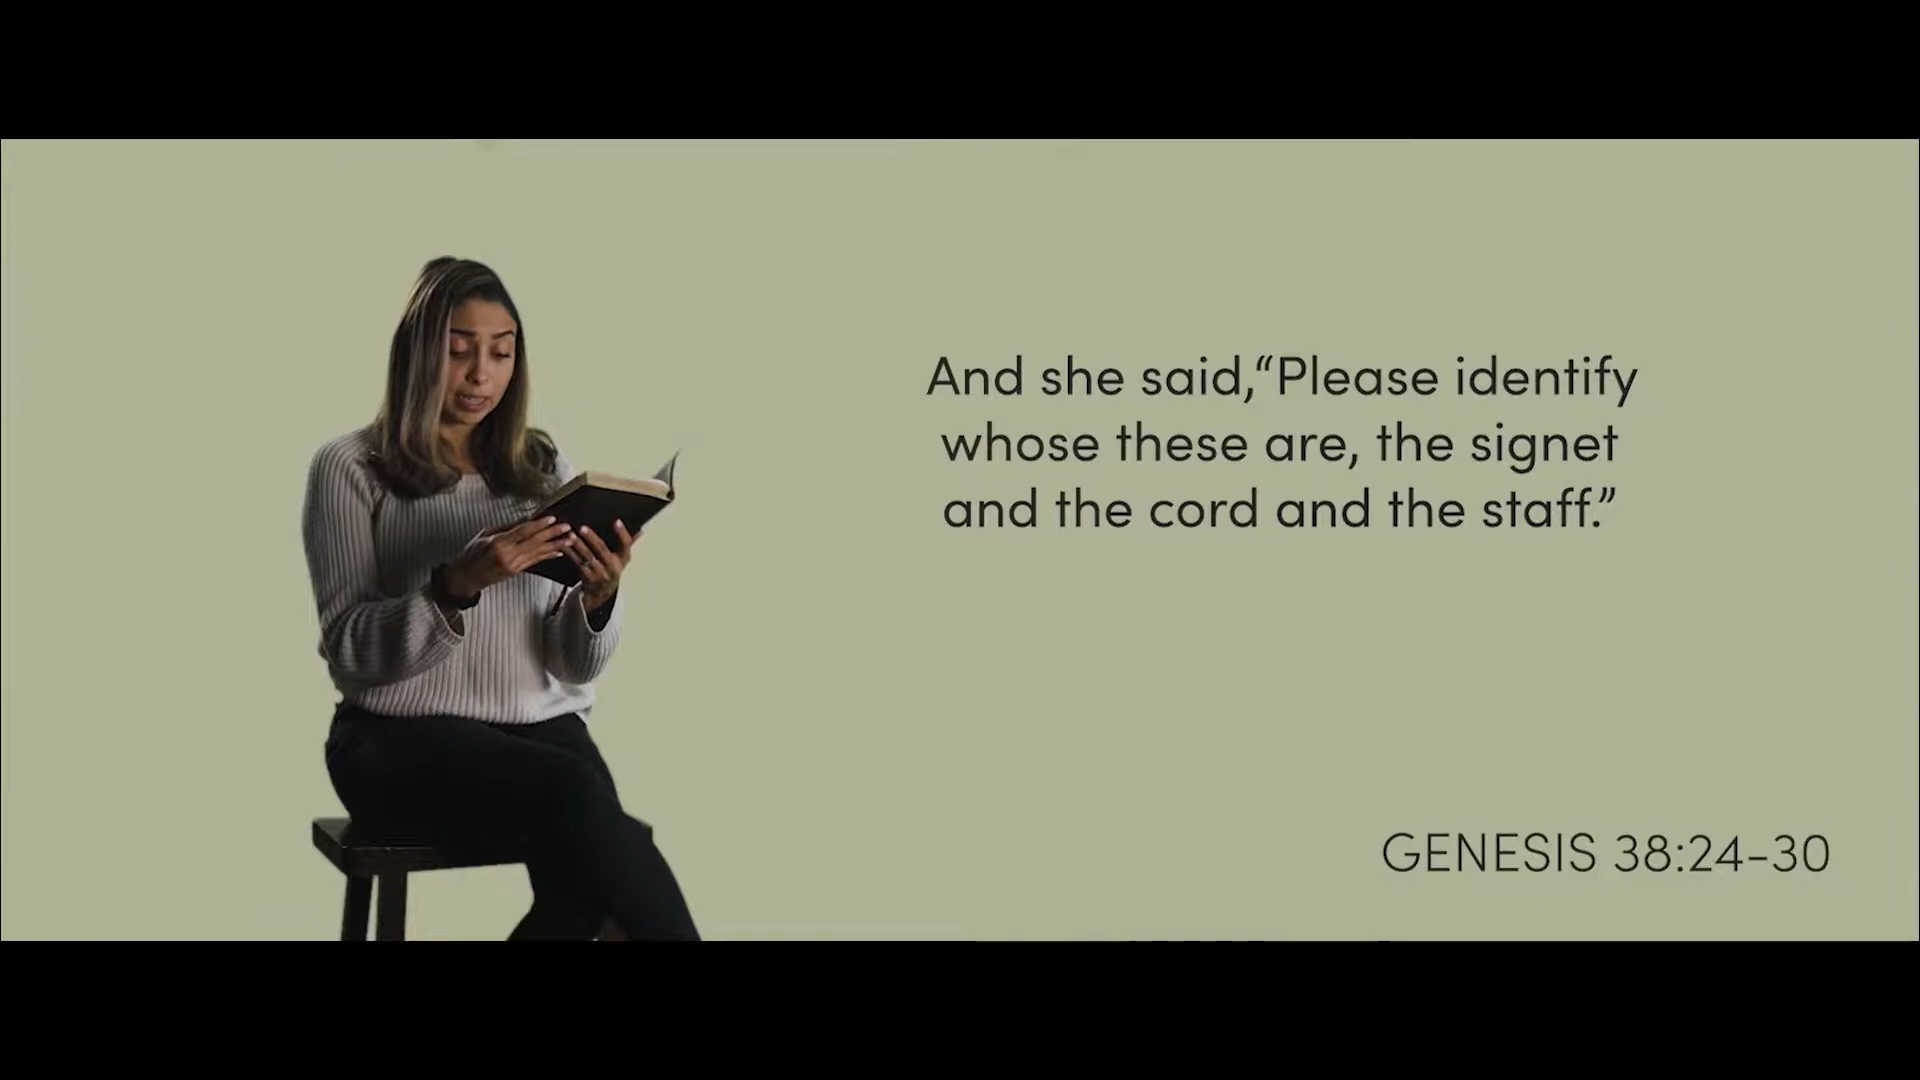 And she said,“Please identify
whose these are, the signet
and the cord and the staff.”
GENESIS 38:24–30